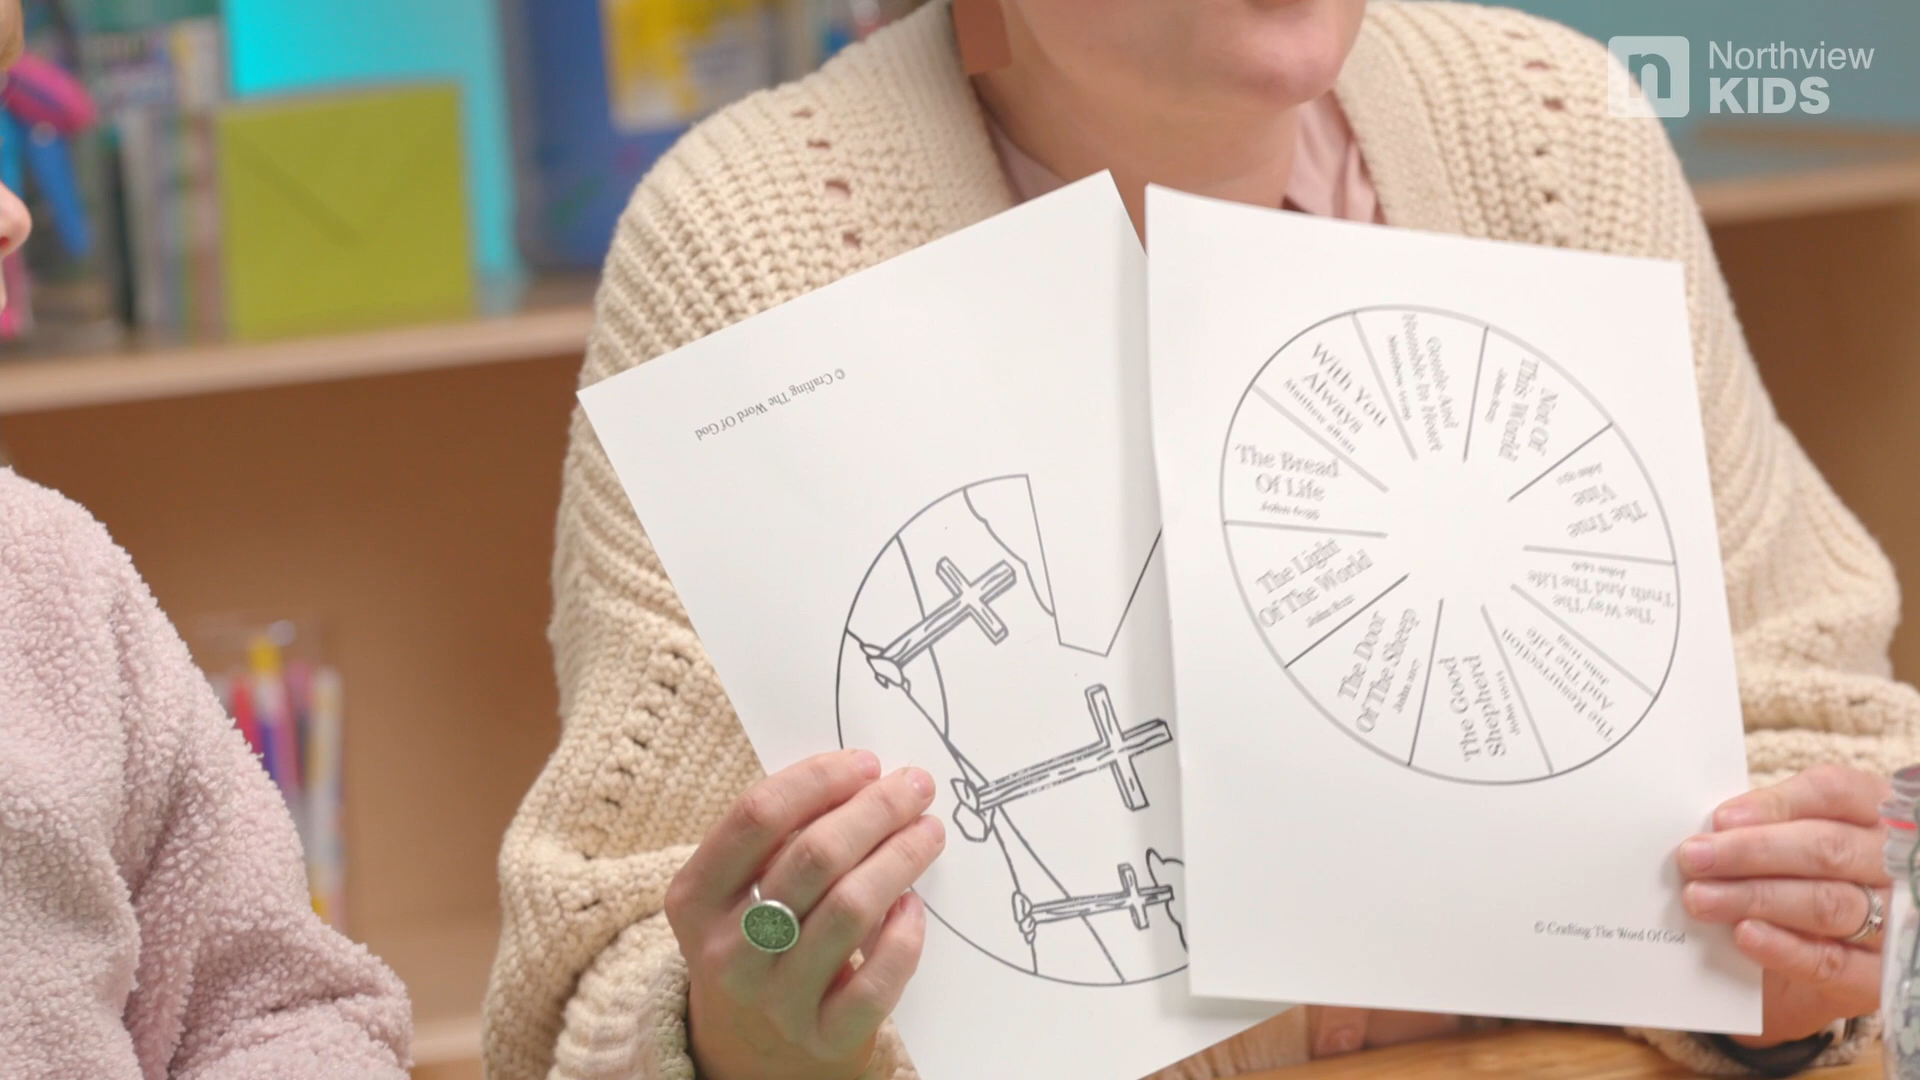 Northview
KIDS
© Crafting The Word Of God
Not Of
This World
The True
Vine
The Way The
Truth And The Life
The Resurrection
And The Life
The Good
Shepherd
The Door
Of The Sheep
The Light
Of The World
The Bread
Of Life
With You
Always
Gentle And
Humble In Heart
© Crafting The Word Of God